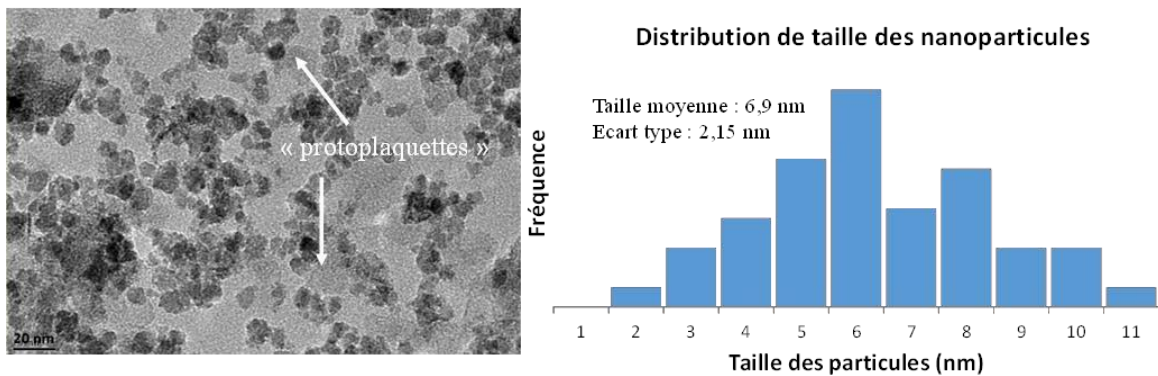 « protoplaquettes »
20 nm
Distribution de taille des nanoparticules
Taille moyenne : 6,9 nm
Ecart type : 2,15 nm
Fréquence
1 2 3 4 5 6 7 8 9 10 11
Taille des particules (nm)